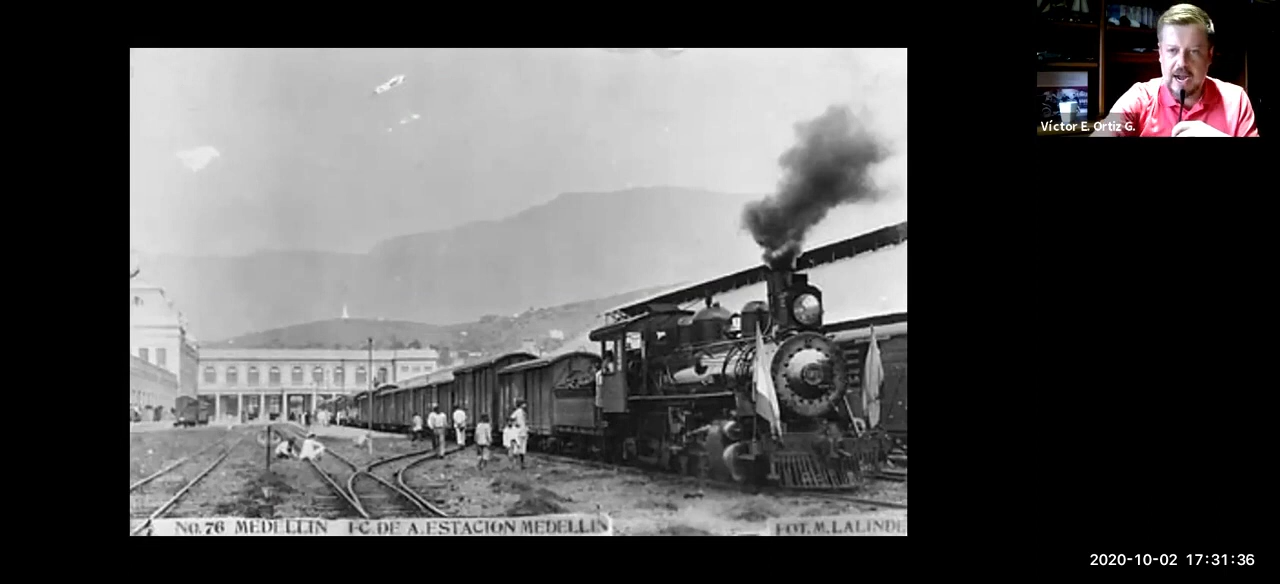 Víctor E. Ortiz G.
No. 76 MEDELLIN F.C. DE A. ESTACION MEDELLIN
FOT. M. LALINDE
2020-10-02 17:31:36